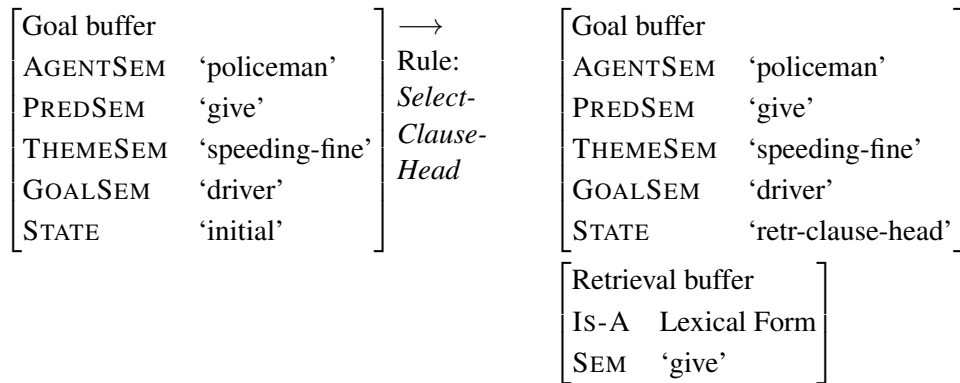 Goal buffer
AGENTSEM ‘policeman’
PREDSEM ‘give’
THEMESEM ‘speeding-fine’
GOALSEM ‘driver’
STATE ‘initial’
⟶
Rule:
Select-
Clause-
Head
Goal buffer
AGENTSEM ‘policeman’
PREDSEM ‘give’
THEMESEM ‘speeding-fine’
GOALSEM ‘driver’
STATE ‘retr-clause-head’
Retrieval buffer
IS-A Lexical Form
SEM ‘give’